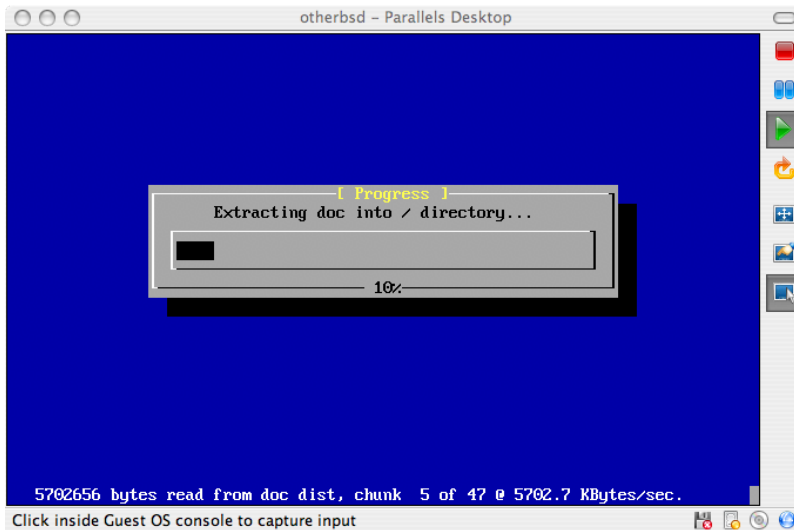 otherbsd – Parallels Desktop
[ Progress ]
Extracting doc into / directory...
10%
5702656 bytes read from doc dist, chunk  5 of 47 @ 5702.7 KBytes/sec.
Click inside Guest OS console to capture input